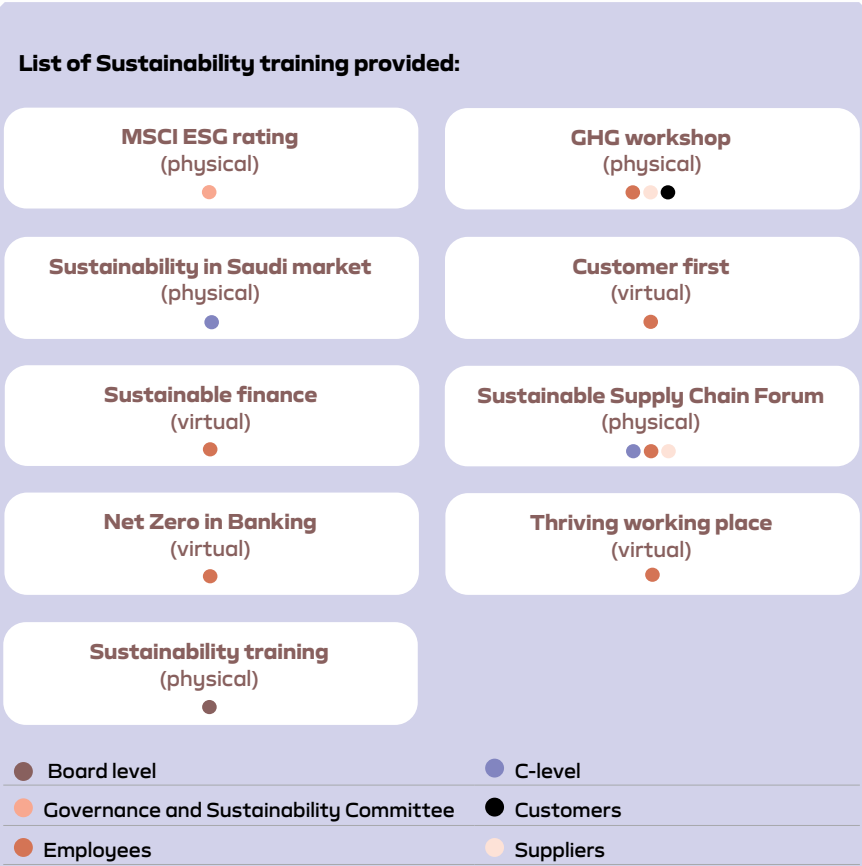 List of Sustainability training provided:
MSCI ESG rating
(physical)
GHG workshop
(physical)
Sustainability in Saudi market
(physical)
Customer first
(virtual)
Sustainable finance
(virtual)
Sustainable Supply Chain Forum
(physical)
Net Zero in Banking
(virtual)
Thriving working place
(virtual)
Sustainability training
(physical)
Board level
C-level
Governance and Sustainability Committee
Customers
Employees
Suppliers